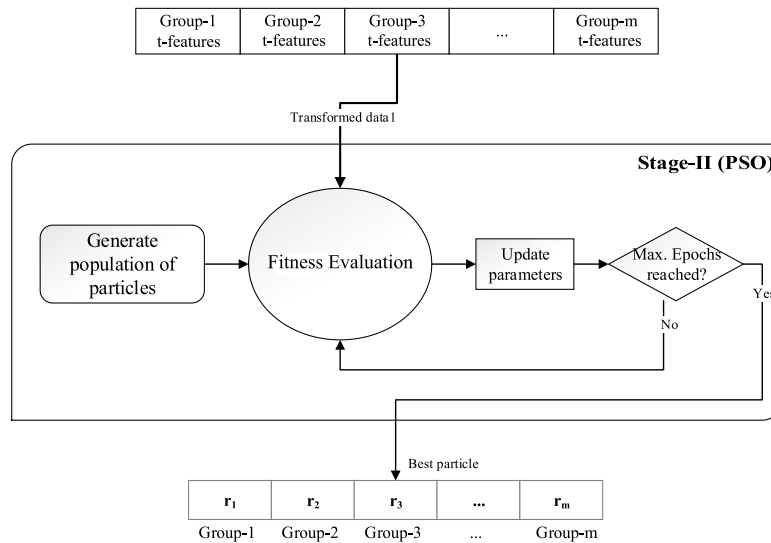 Group-1 Group-2 Group-3 ... Group-m
t-features t-features t-features t-features
Transformed data1
Stage-II (PSO)
Generate
population of
particles
Fitness Evaluation
Update
parameters
Max. Epochs
reached?
Yes
No
Best particle
r1 r2 r3 ... rm
Group-1 Group-2 Group-3 ... Group-m